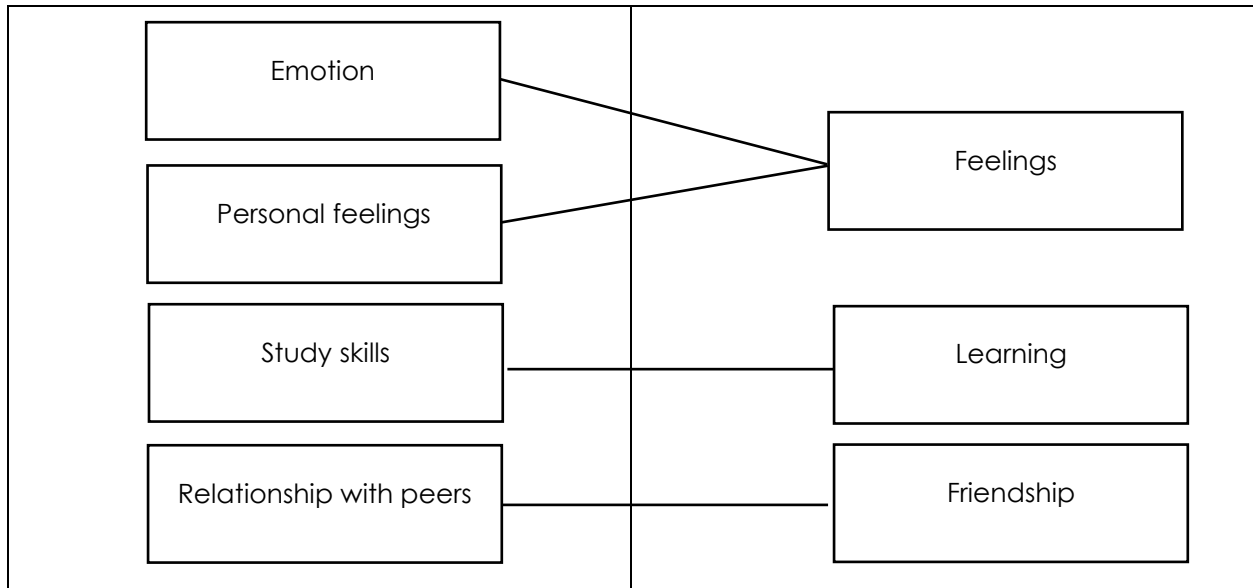 Emotion
Feelings
Personal feelings
Study skills
Learning
Relationship with peers
Friendship